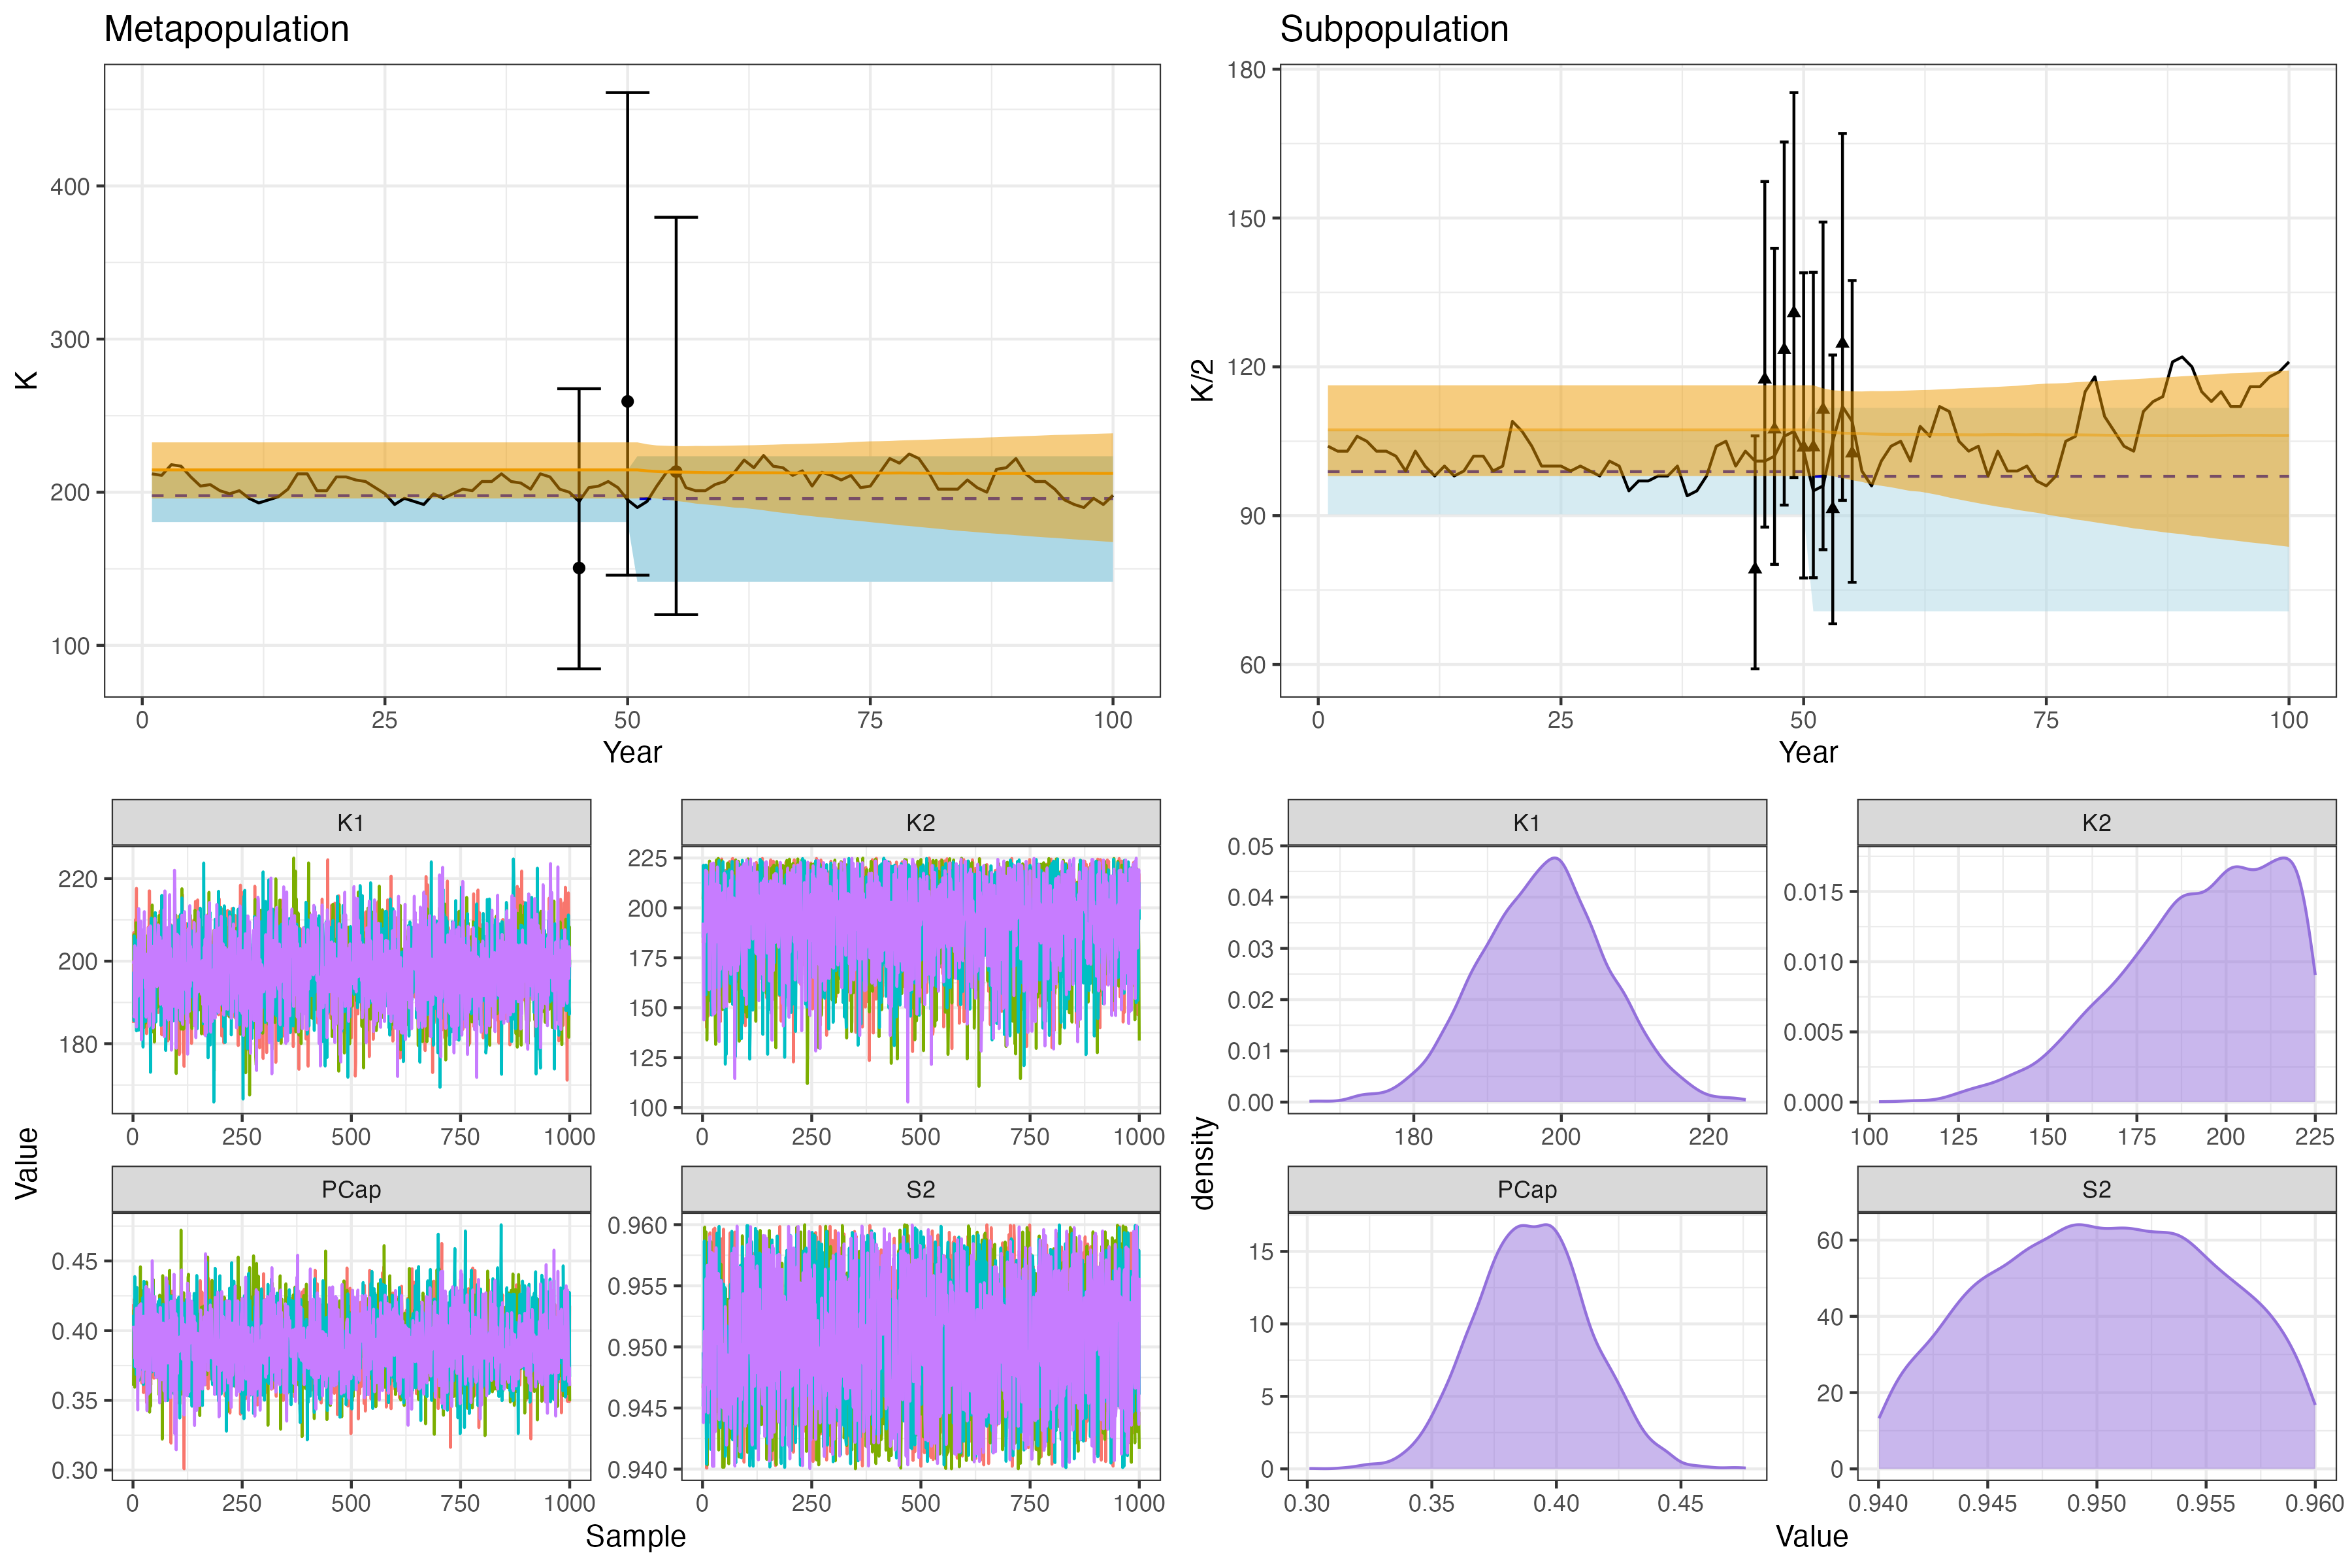 Metapopulation
K
400
300
200
100
0 25 50 75 100
Year
Subpopulation
K/2
180
150
120
90
60
0 25 50 75 100
Year
Value
K1
220
200
180
0 250 500 750 1000
K2
225
200
175
150
125
100
0 250 500 750 1000
PCap
0.45
0.40
0.35
0.30
0 250 500 750 1000
S2
0.960
0.955
0.950
0.945
0.940
0 250 500 750 1000
Sample
density
K1
0.05
0.04
0.03
0.02
0.01
0.00
180 200 220
K2
0.015
0.010
0.005
0.000
100 125 150 175 200 225
PCap
15
10
5
0
0.30 0.35 0.40 0.45
S2
60
40
20
0
0.940 0.945 0.950 0.955 0.960
Value